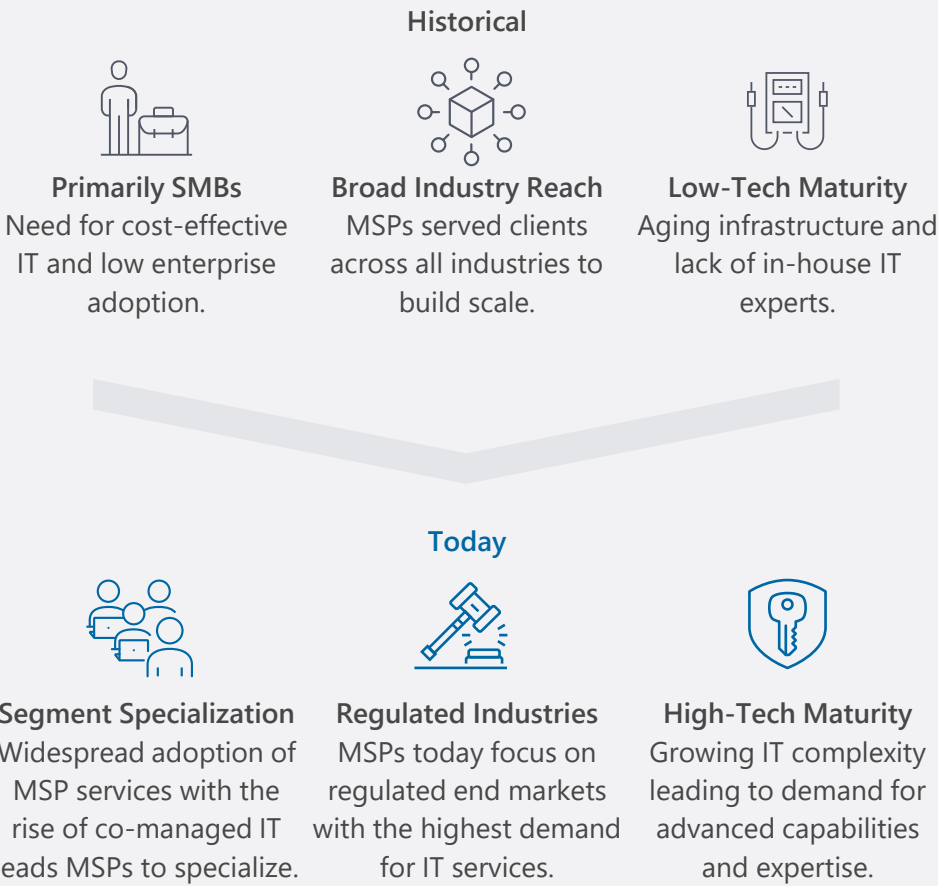 Historical
Primarily SMBs
Need for cost-effective
IT and low enterprise
adoption.
Broad Industry Reach
MSPs served clients
across all industries to
build scale.
Low-Tech Maturity
Aging infrastructure and
lack of in-house IT
experts.
Today
Segment Specialization
Widespread adoption of
MSP services with the
rise of co-managed IT
leads MSPs to specialize.
Regulated Industries
MSPs today focus on
regulated end markets
with the highest demand
for IT services.
High-Tech Maturity
Growing IT complexity
leading to demand for
advanced capabilities
and expertise.